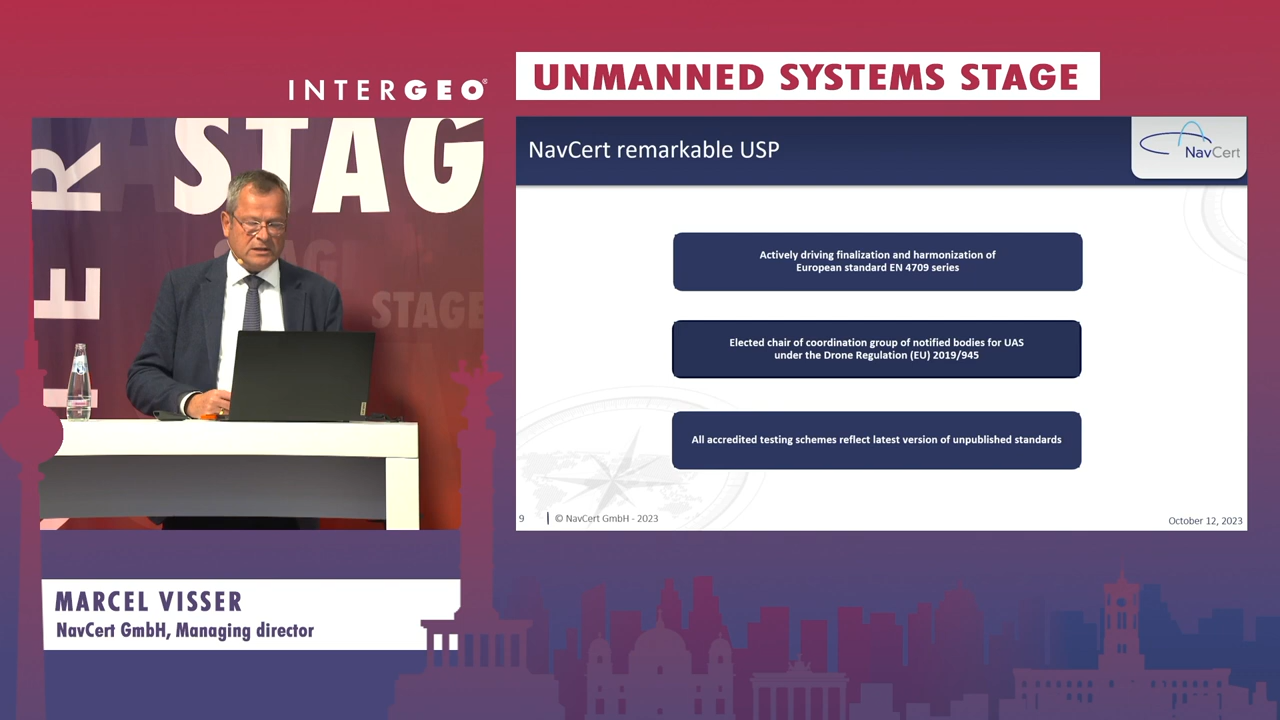 INTERGEO®
UNMANNED SYSTEMS STAGE
STAG
ER
STAGE
NavCert remarkable USP
NavCert
Actively driving finalization and harmonization of
European standard EN 4709 series
Elected chair of coordination group of notified bodies for UAS
under the Drone Regulation (EU) 2019/945
All accredited testing schemes reflect latest version of unpublished standards
9
© NavCert GmbH - 2023
October 12, 2023
MARCEL VISSER
NavCert GmbH, Managing director